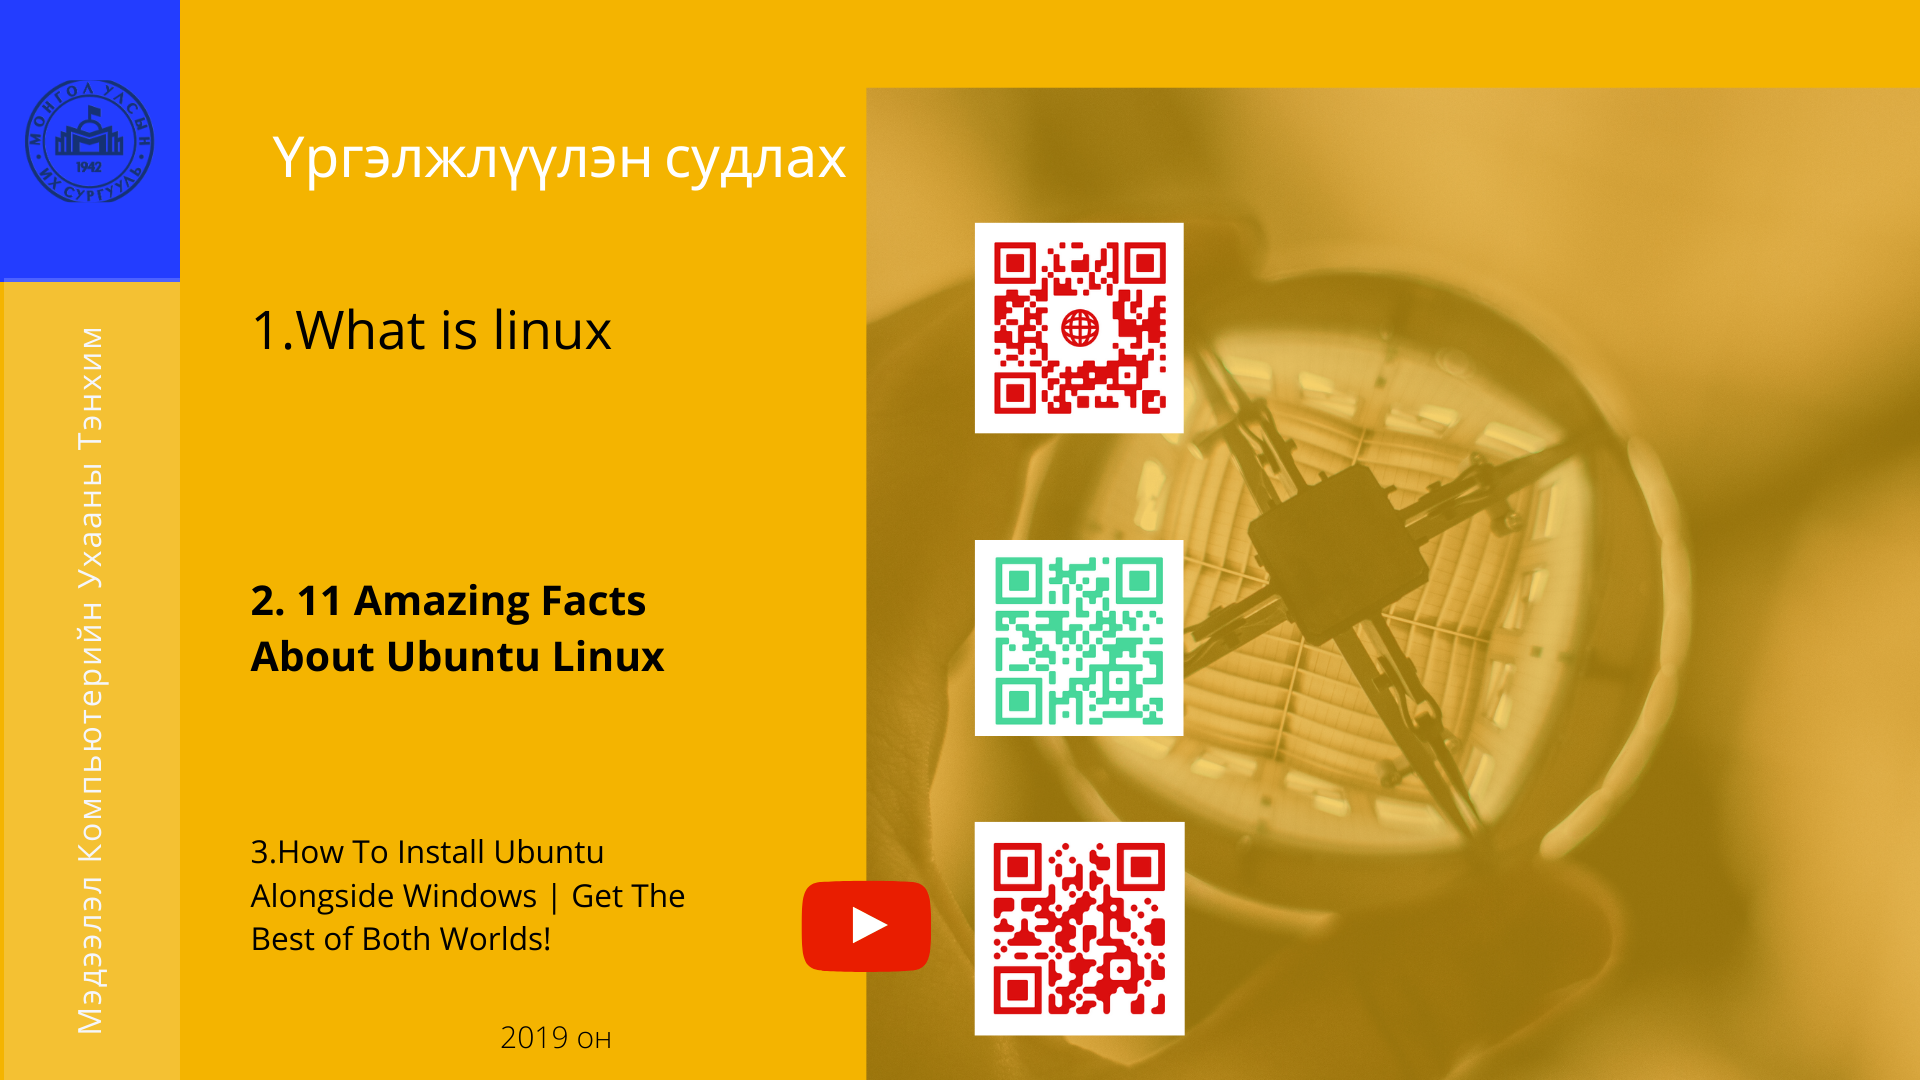 МОНГОЛ УЛСЫН
1942
ИХ СУРГУУЛЬ
Мэдээлэл Компьютерийн Ухааны Тэнхим
Үргэлжлүүлэн судлах
1.What is linux
2. 11 Amazing Facts
About Ubuntu Linux
3.How To Install Ubuntu
Alongside Windows | Get The
Best of Both Worlds!
2019 он